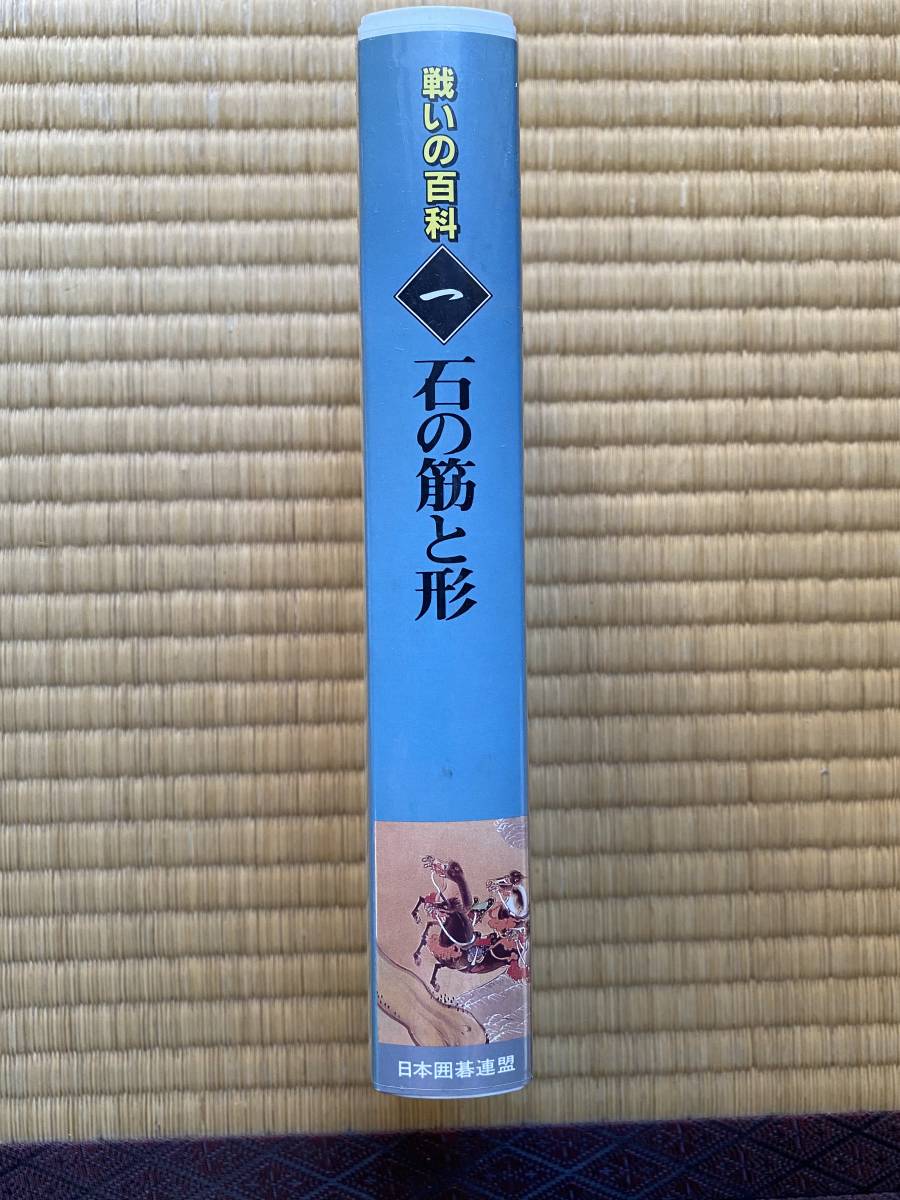 戦いの百科
一
石の筋と形
日本囲碁連盟